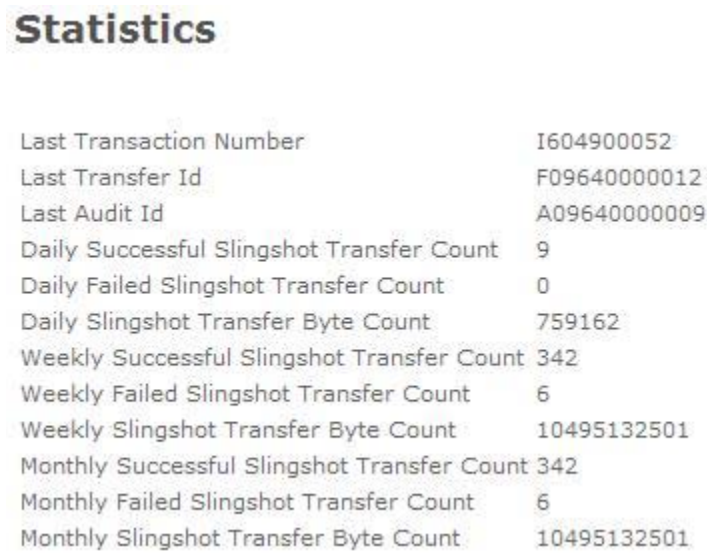 Statistics
Last Transaction Number I604900052
Last Transfer Id F09640000012
Last Audit Id A09640000009
Daily Successful Slingshot Transfer Count 9
Daily Failed Slingshot Transfer Count 0
Daily Slingshot Transfer Byte Count 759162
Weekly Successful Slingshot Transfer Count 342
Weekly Failed Slingshot Transfer Count 6
Weekly Slingshot Transfer Byte Count 10495132501
Monthly Successful Slingshot Transfer Count 342
Monthly Failed Slingshot Transfer Count 6
Monthly Slingshot Transfer Byte Count 10495132501